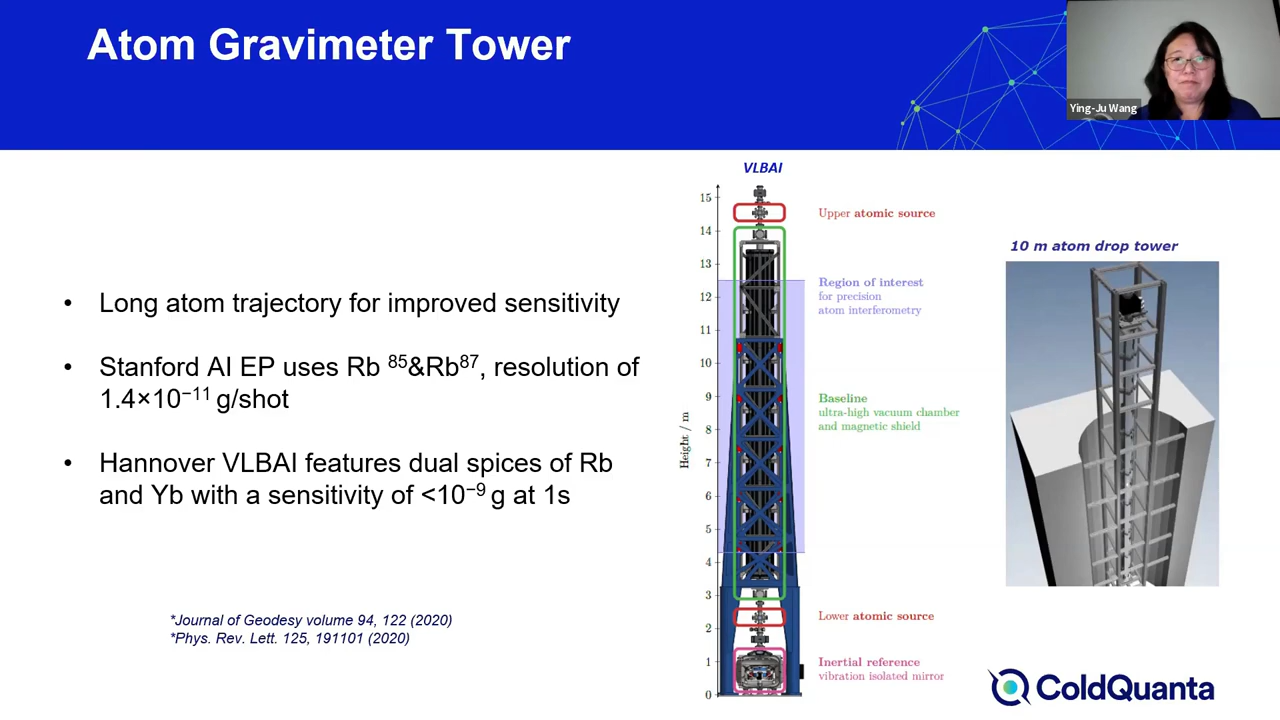 Atom Gravimeter Tower
Ying-Ju Wang
VLBAI
15
14
13
12
11
10
9
8
7
6
5
4
3
2
1
0
Height / m
Upper atomic source
Region of interest
for precision
atom interferometry
Baseline
ultra-high vacuum chamber
and magnetic shield
Lower atomic source
Inertial reference
vibration isolated mirror
10 m atom drop tower
• Long atom trajectory for improved sensitivity
• Stanford AI EP uses Rb ⁸⁵&Rb⁸⁷, resolution of
1.4×10⁻¹¹ g/shot
• Hannover VLBAI features dual spices of Rb
and Yb with a sensitivity of <10⁻⁹ g at 1s
*Journal of Geodesy volume 94, 122 (2020)
*Phys. Rev. Lett. 125, 191101 (2020)
ColdQuanta